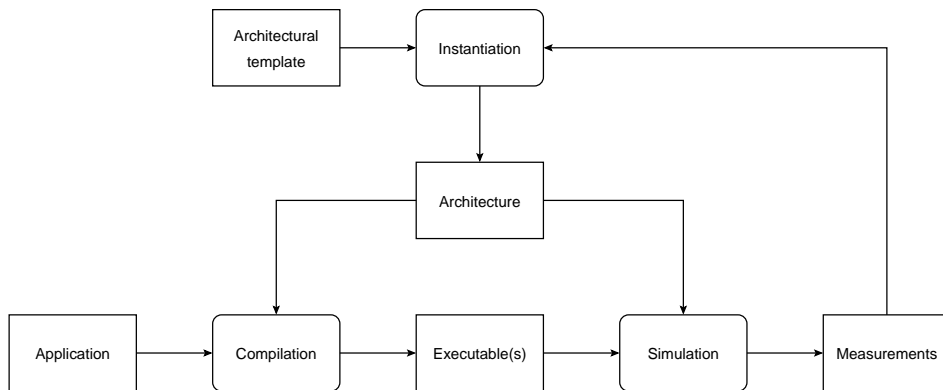 Architectural
template
Instantiation
Architecture
Application
Compilation
Executable(s)
Simulation
Measurements